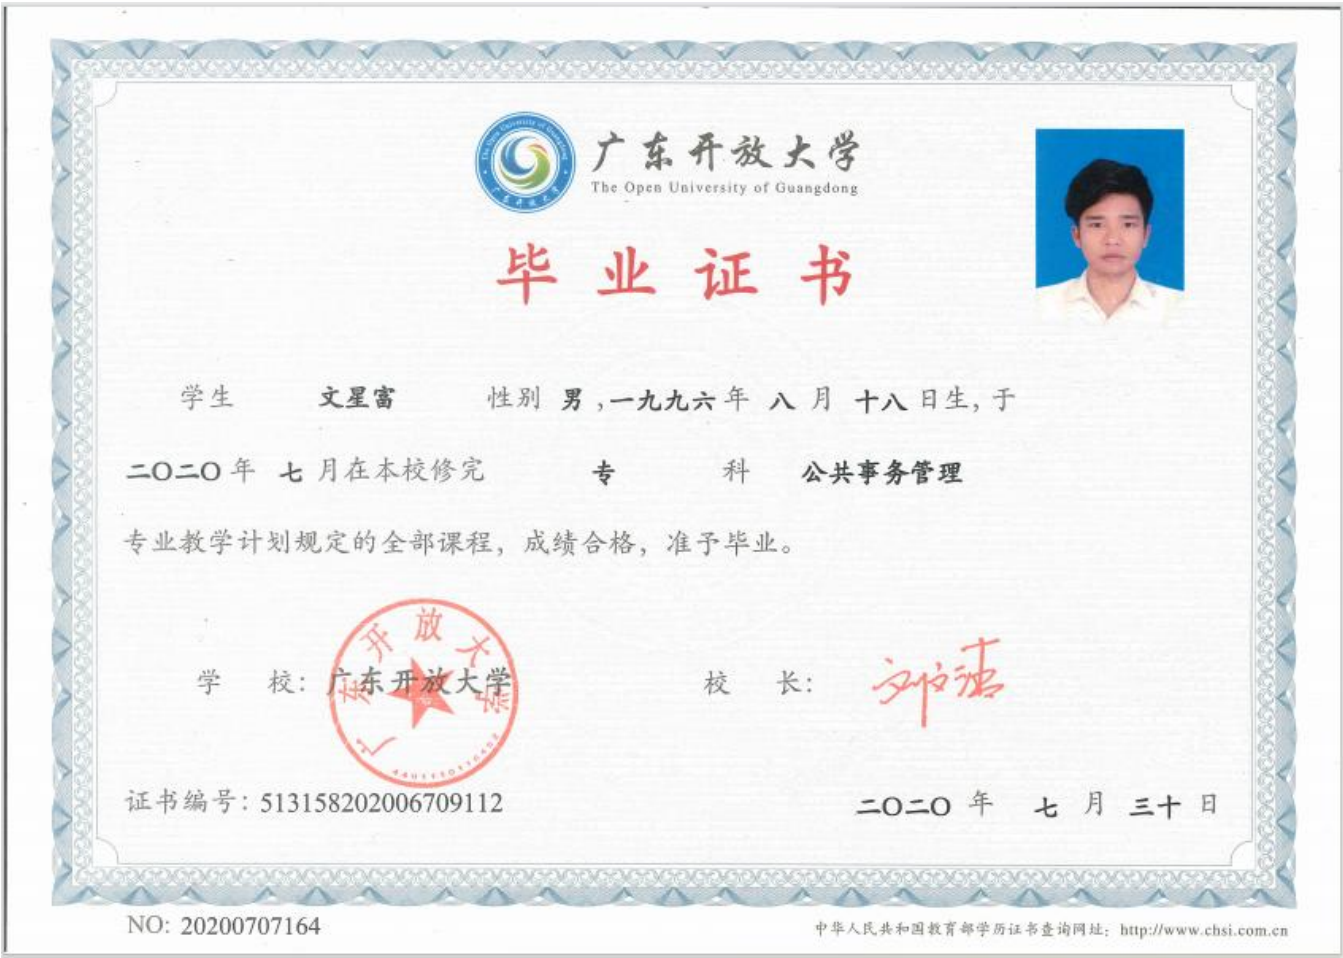 广东开放大学
The Open University of Guangdong
毕业证书
学生 文星富 性别 男,一九九六年 八 月 十八日生,于
二〇二〇年 七 月在本校修完 专 科 公共事务管理
专业教学计划规定的全部课程，成绩合格，准予毕业。
学 校：广东开放大学 校 长：
广东开放大学
证书编号：513158202006709112 二〇二〇 年 七 月 三十 日
NO: 20200707164 中华人民共和国教育部学历证书查询网址：http://www.chsi.com.cn